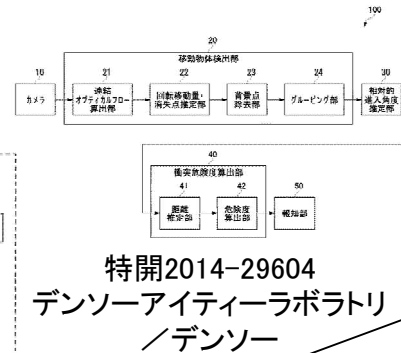 100
20
移動物体検出部
10
カメラ
21
連結
オプティカルフロー
算出部
22
回転移動量・
消失点推定部
23
背景点
除去部
24
グルーピング部
30
相対的
進入角度
推定部
40
衝突危険度算出部
41
距離
推定部
42
危険度
算出部
50
報知部
特開2014-29604
デンソーアイティーラボラトリ
／デンソー